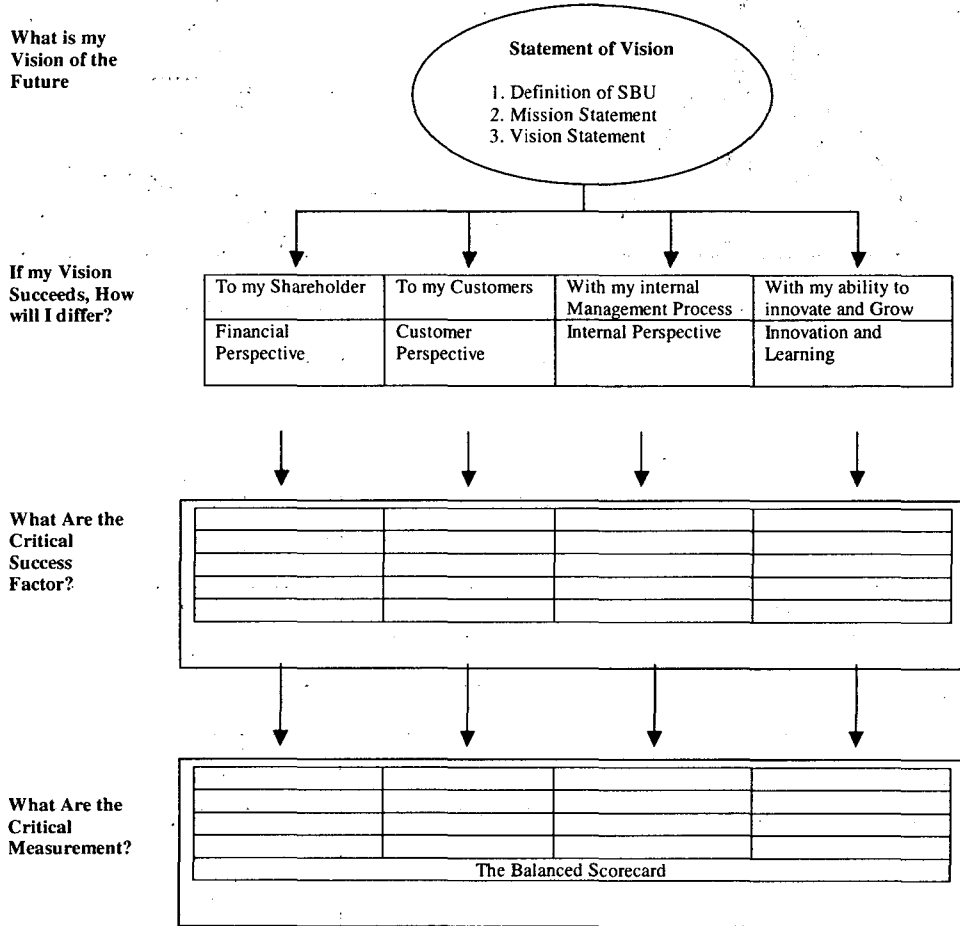 What is my
Vision of the
Future
Statement of Vision
1. Definition of SBU
2. Mission Statement
3. Vision Statement
If my Vision
Succeeds, How
will I differ?
To my Shareholder
To my Customers
With my internal
Management Process
With my ability to
innovate and Grow
Financial
Perspective
Customer
Perspective
Internal Perspective
Innovation and
Learning
What Are the
Critical
Success
Factor?
What Are the
Critical
Measurement?
The Balanced Scorecard